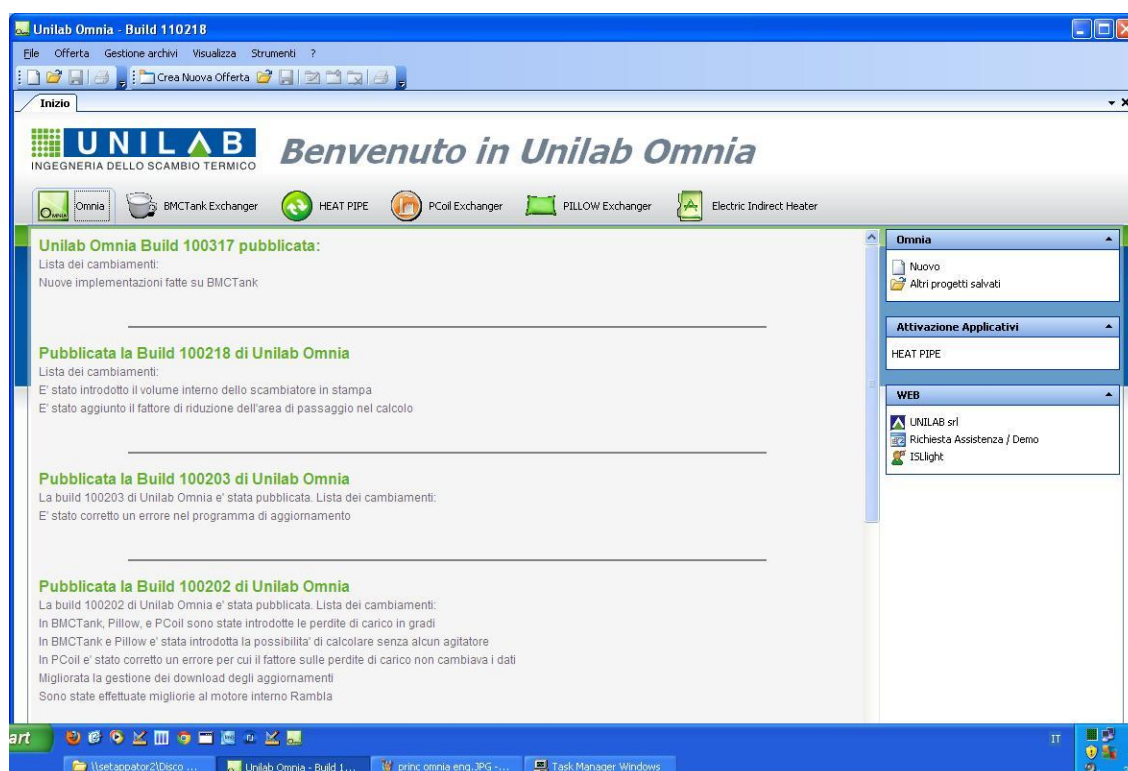 Unilab Omnia - Build 110218
File Offerta Gestione archivi Visualizza Strumenti ?
Crea Nuova Offerta
Inizio
UNILAB
INGEGNERIA DELLO SCAMBIO TERMICO
Benvenuto in Unilab Omnia
OMNIA Omnia BMCTank Exchanger HEAT PIPE PCoil Exchanger PILLOW Exchanger Electric Indirect Heater
Unilab Omnia Build 100317 pubblicata:
Lista dei cambiamenti:
Nuove implementazioni fatte su BMCTank
Pubblicata la Build 100218 di Unilab Omnia
Lista dei cambiamenti:
E' stato introdotto il volume interno dello scambiatore in stampa
E' stato aggiunto il fattore di riduzione dell'area di passaggio nel calcolo
Pubblicata la Build 100203 di Unilab Omnia
La build 100203 di Unilab Omnia e' stata pubblicata. Lista dei cambiamenti:
E' stato corretto un errore nel programma di aggiornamento
Pubblicata la Build 100202 di Unilab Omnia
La build 100202 di Unilab Omnia e' stata pubblicata. Lista dei cambiamenti:
In BMCTank, Pillow, e PCoil sono state introdotte le perdite di carico in gradi
In BMCTank e Pillow e' stata introdotta la possibilita' di calcolare senza alcun agitatore
In PCoil e' stato corretto un errore per cui il fattore sulle perdite di carico non cambiava i dati
Migliorata la gestione dei download degli aggiornamenti
Sono state effettuate migliorie al motore interno Rambla
Omnia
Nuovo
Altri progetti salvati
Attivazione Applicativi
HEAT PIPE
WEB
UNILAB srl
Richiesta Assistenza / Demo
ISLlight
art
IT
\\setappator2\Disco ... Unilab Omnia - Build 1... princ omnia eng.JPG -... Task Manager Windows